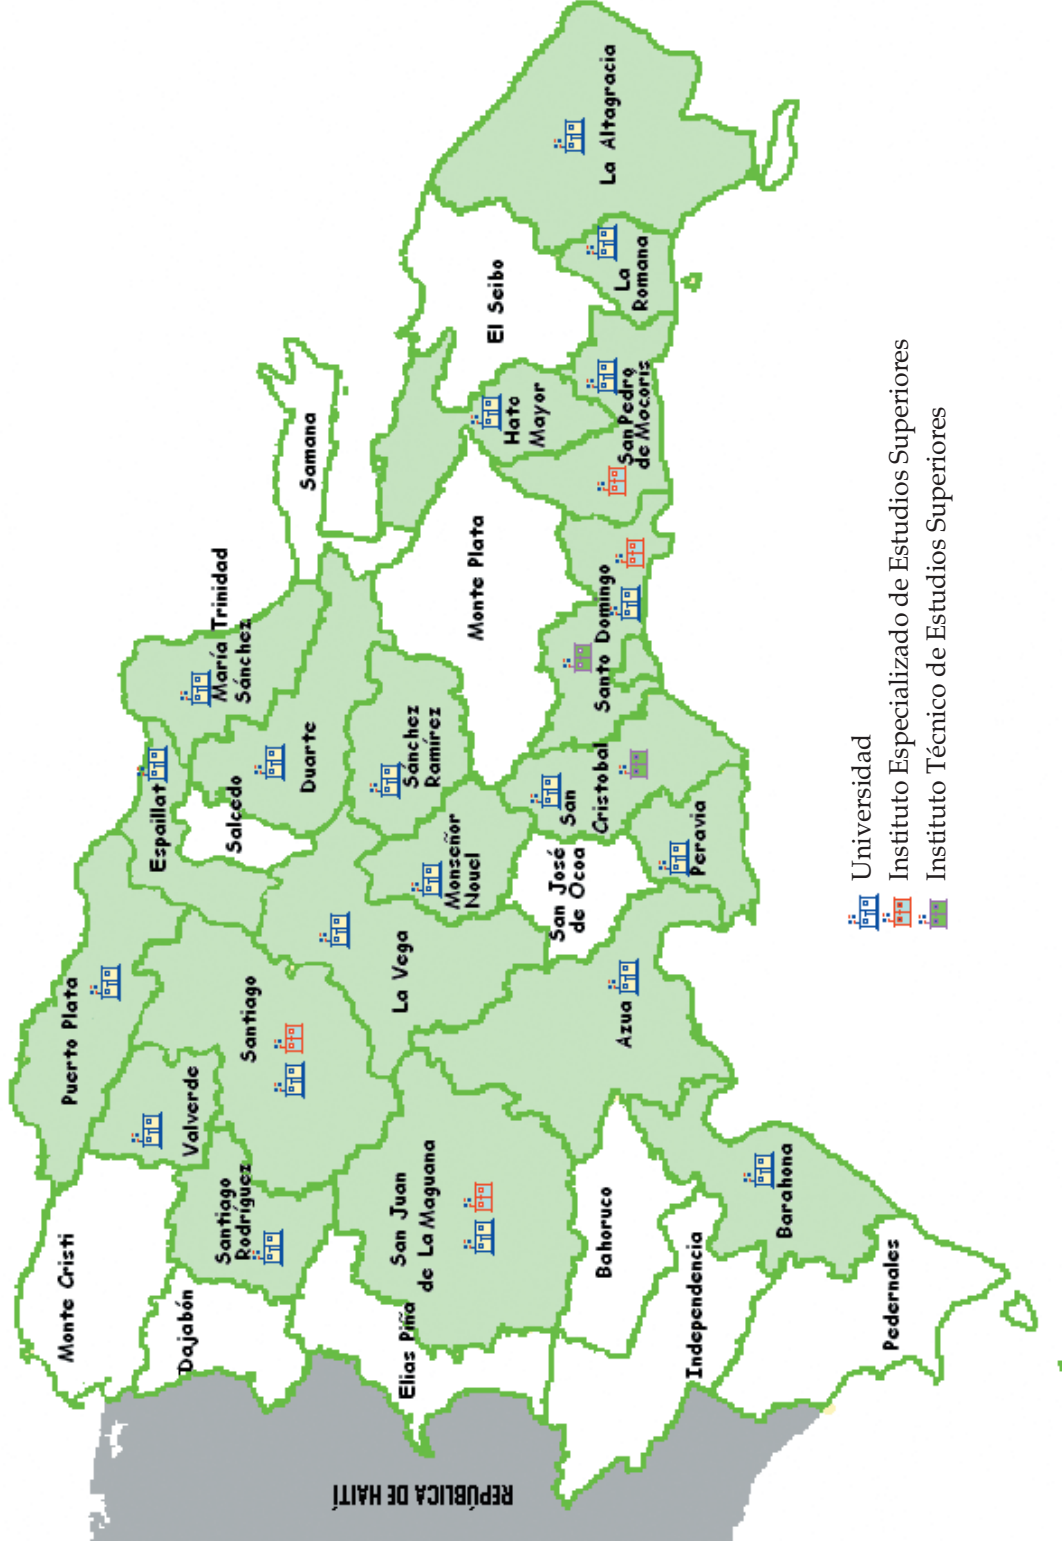 Monte Cristi
Puerto Plata
Dajabón
Valverde
Santiago
Rodríguez
Santiago
Espaillat
Salcedo
María Trinidad
Sánchez
Duarte
Samana
Elias Piña
San Juan
de La Maguana
La Vega
Monseñor
Nouel
Sánchez
Ramírez
Monte Plata
Hato
Mayor
El Seibo
La Altagracia
La
Romana
San Pedro
de Mocoris
Santo Domingo
San
Cristobal
San José
de Ocoa
Peravia
Azua
Bahoruco
Independencia
Barahona
Pedernales
REPÚBLICA DE HAITÍ
Universidad
Instituto Especializado de Estudios Superiores
Instituto Técnico de Estudios Superiores